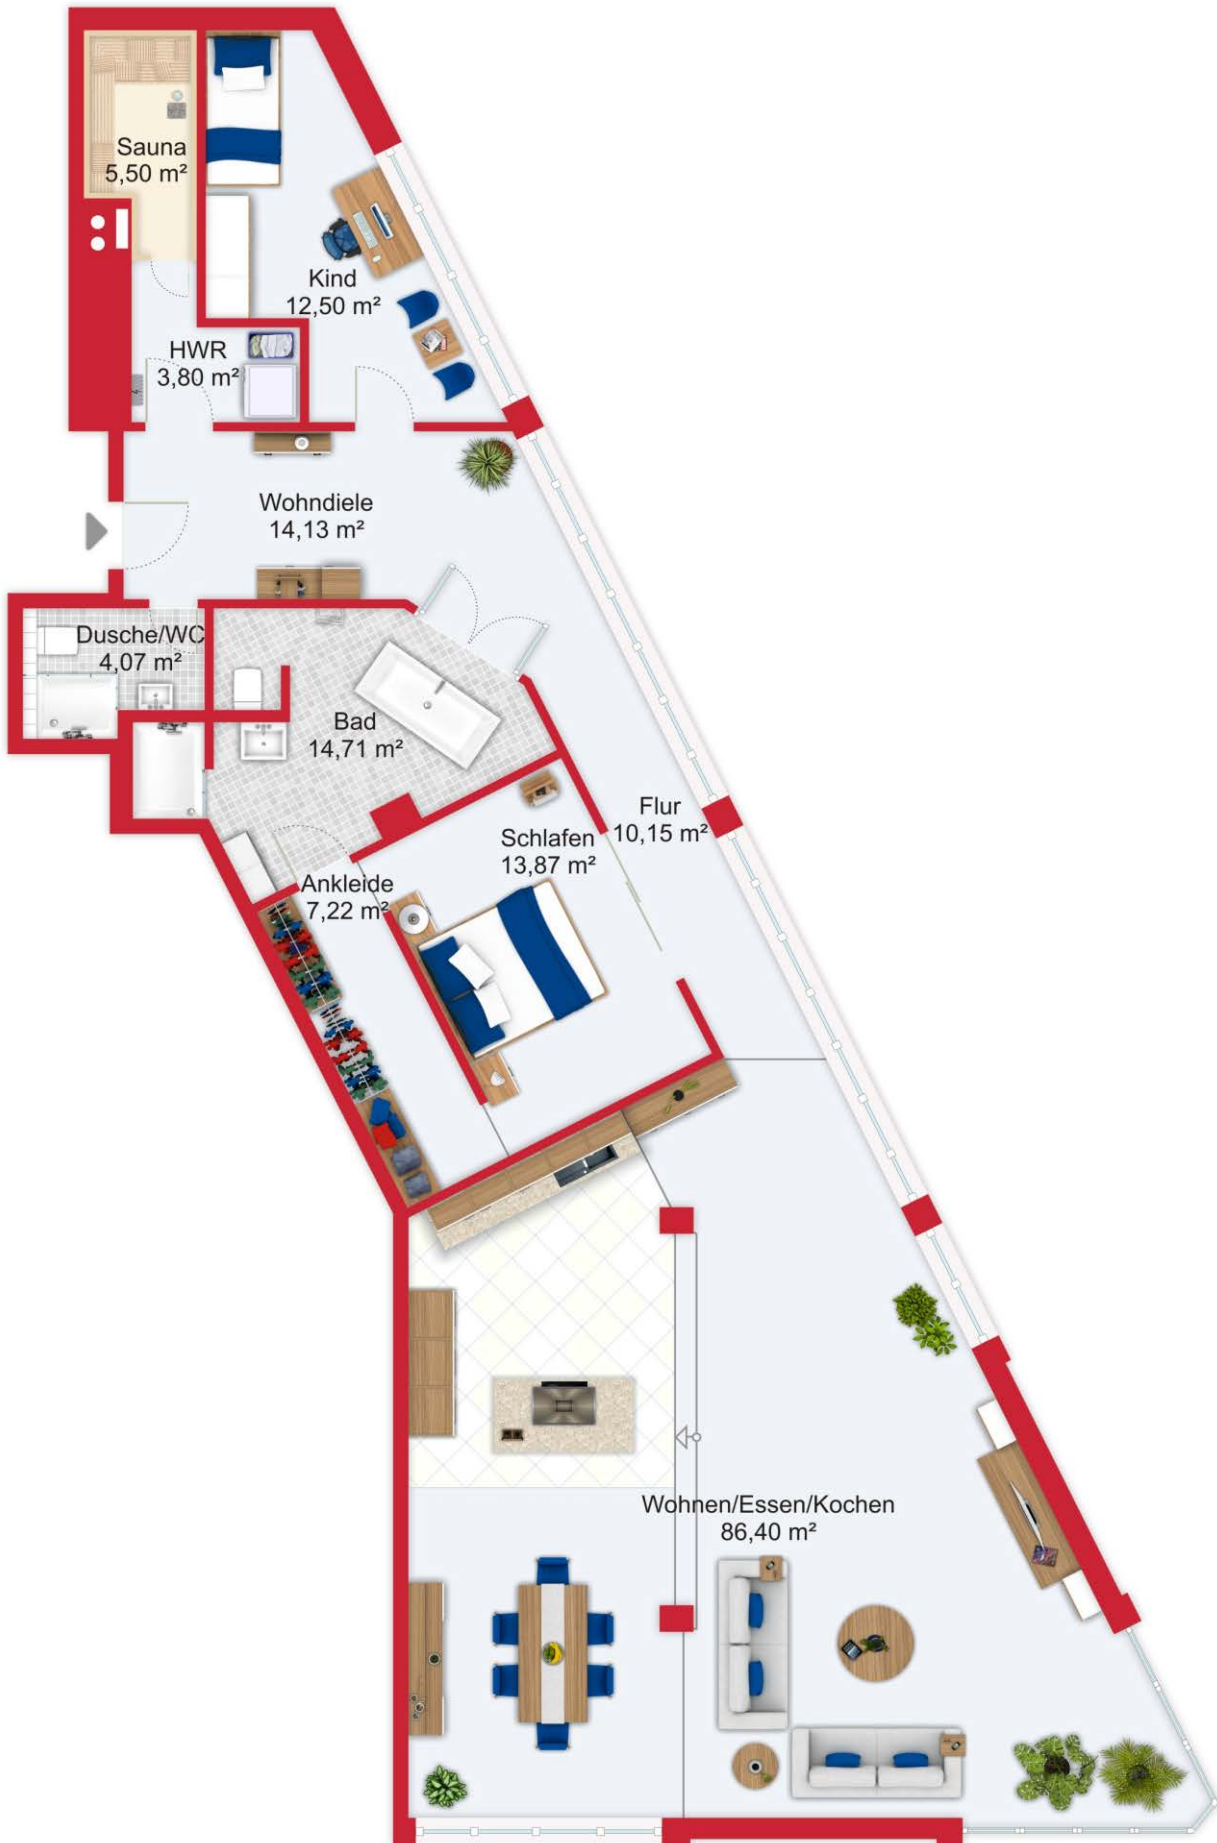 Sauna
5,50 m²
Kind
12,50 m²
HWR
3,80 m²
Wohndiele
14,13 m²
Dusche/WC
4,07 m²
Bad
14,71 m²
Flur
10,15 m²
Schlafen
13,87 m²
Ankleide
7,22 m²
Wohnen/Essen/Kochen
86,40 m²